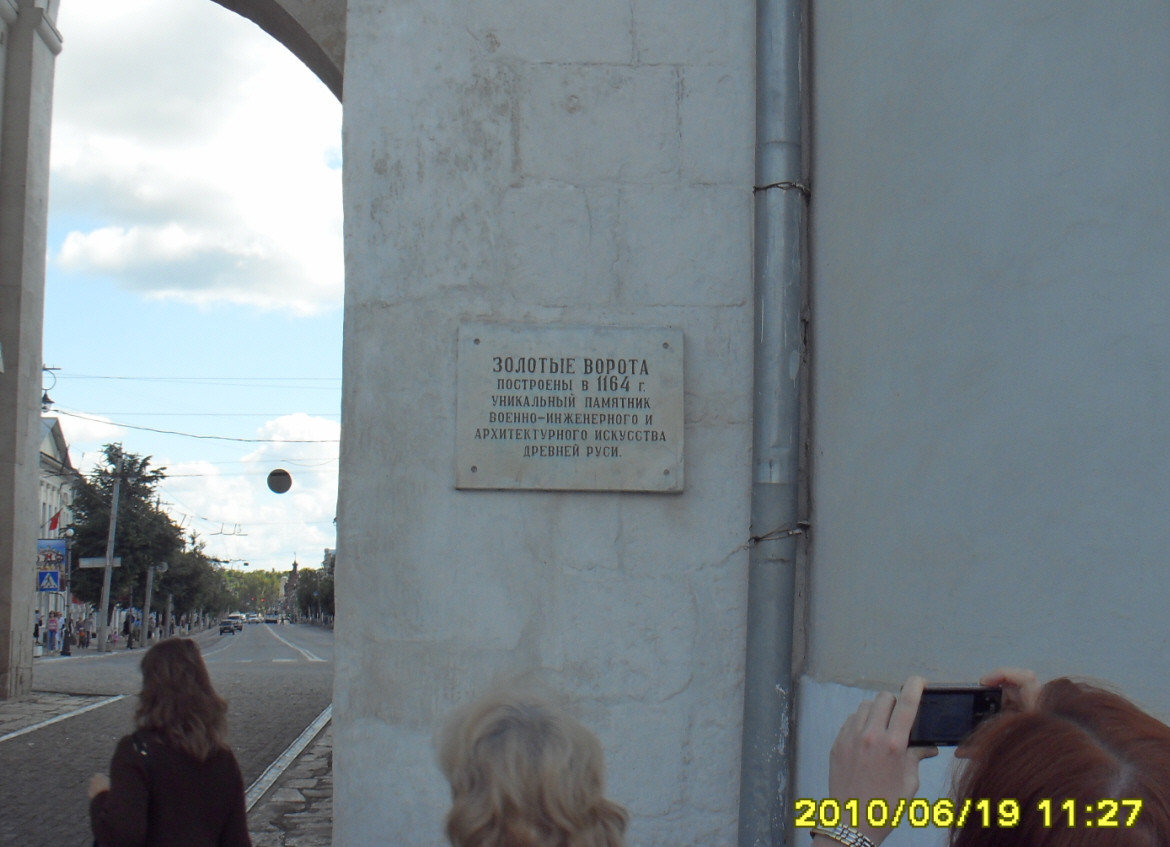 ЗОЛОТЫЕ ВОРОТА
ПОСТРОЕНЫ В 1164 Г.
УНИКАЛЬНЫЙ ПАМЯТНИК
ВОЕННО-ИНЖЕНЕРНОГО И
АРХИТЕКТУРНОГО ИСКУССТВА
ДРЕВНЕЙ РУСИ.
2010/06/19 11:27